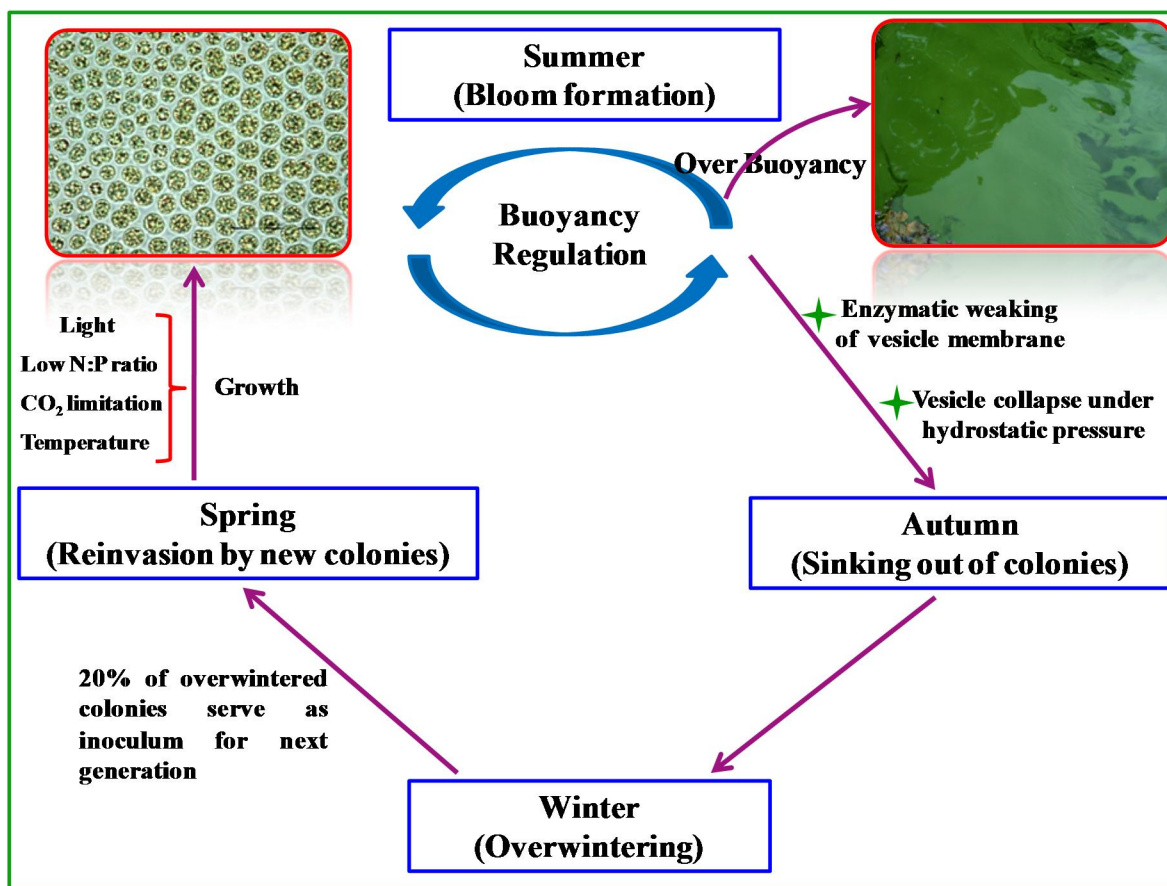 Summer
(Bloom formation)
Over Buoyancy
Buoyancy
Regulation
Light
Low N:P ratio
CO₂ limitation
Temperature
Growth
Enzymatic weaking
of vesicle membrane
Vesicle collapse under
hydrostatic pressure
Spring
(Reinvasion by new colonies)
Autumn
(Sinking out of colonies)
20% of overwintered
colonies serve as
inoculum for next
generation
Winter
(Overwintering)